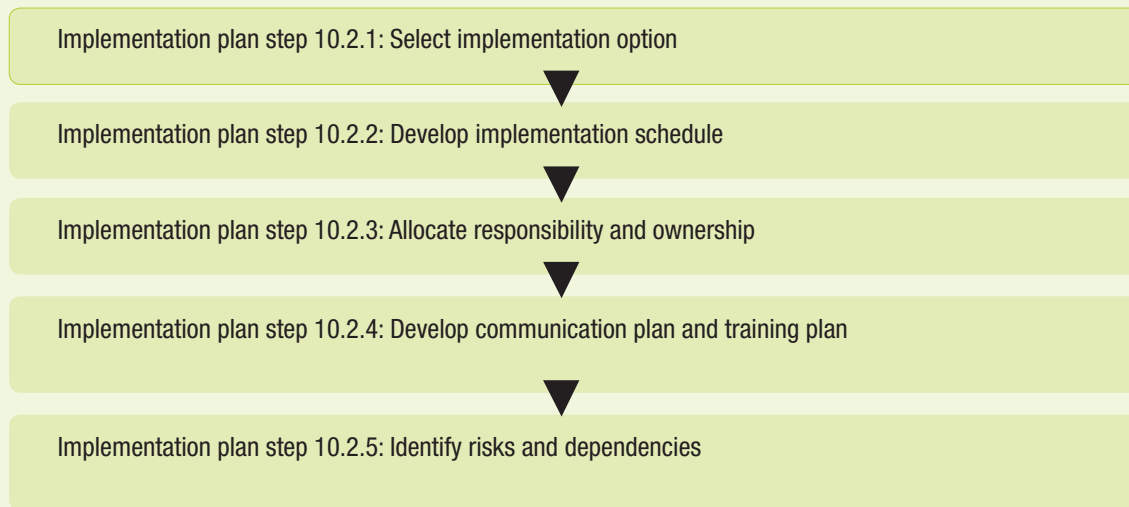 Implementation plan step 10.2.1: Select implementation option
Implementation plan step 10.2.2: Develop implementation schedule
Implementation plan step 10.2.3: Allocate responsibility and ownership
Implementation plan step 10.2.4: Develop communication plan and training plan
Implementation plan step 10.2.5: Identify risks and dependencies